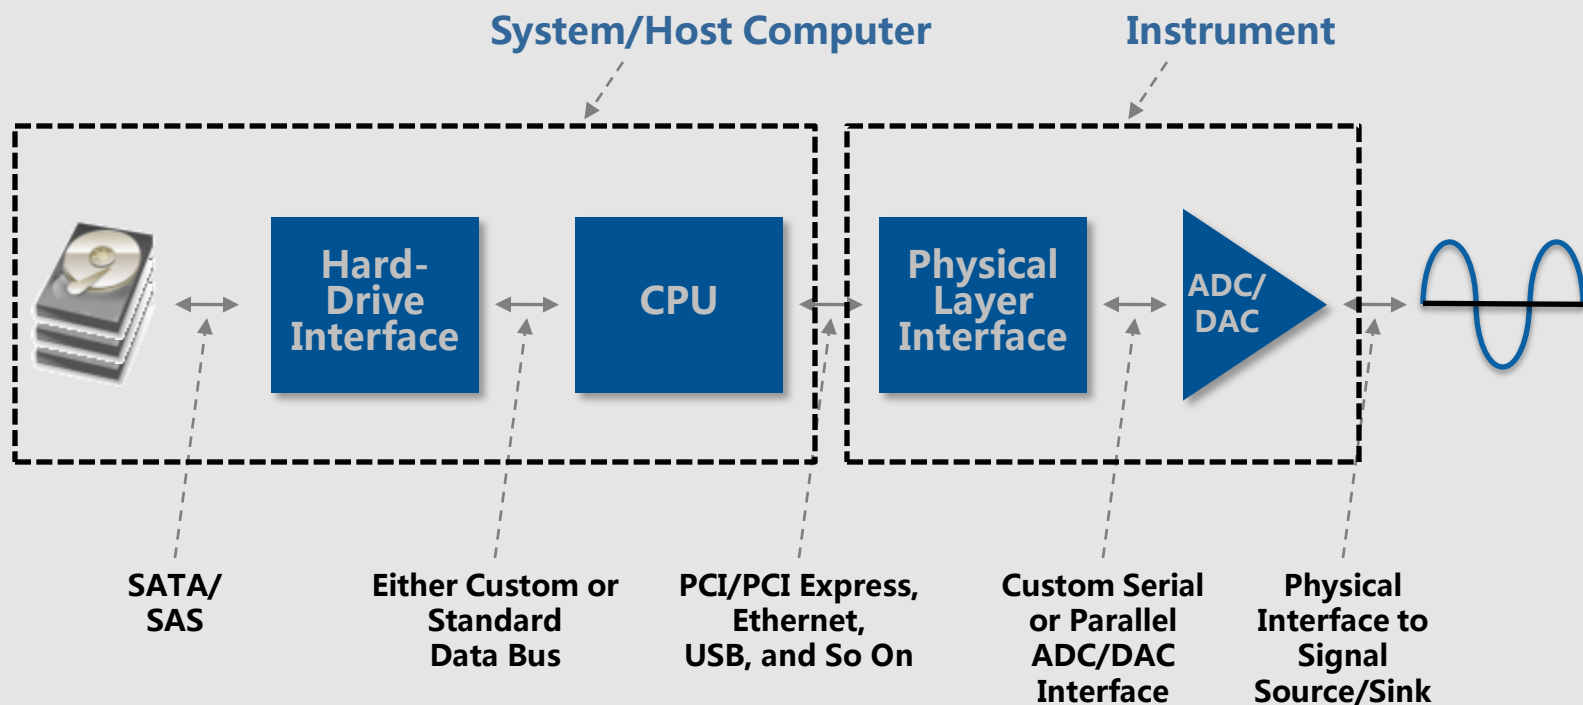 System/Host Computer
Instrument
Hard-
Drive
Interface
CPU
Physical
Layer
Interface
ADC/
DAC
SATA/
SAS
Either Custom or
Standard
Data Bus
PCI/PCI Express,
Ethernet,
USB, and So On
Custom Serial
or Parallel
ADC/DAC
Interface
Physical
Interface to
Signal
Source/Sink